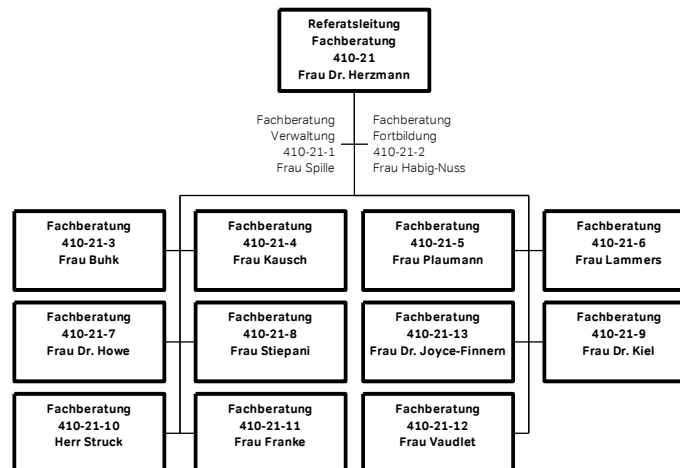 Referatsleitung
Fachberatung
410-21
Frau Dr. Herzmann
Fachberatung
Verwaltung
410-21-1
Frau Spille
Fachberatung
Fortbildung
410-21-2
Frau Habig-Nuss
Fachberatung
410-21-3
Frau Buhk
Fachberatung
410-21-4
Frau Kausch
Fachberatung
410-21-5
Frau Plaumann
Fachberatung
410-21-6
Frau Lammers
Fachberatung
410-21-7
Frau Dr. Howe
Fachberatung
410-21-8
Frau Stiepani
Fachberatung
410-21-13
Frau Dr. Joyce-Finnern
Fachberatung
410-21-9
Frau Dr. Kiel
Fachberatung
410-21-10
Herr Struck
Fachberatung
410-21-11
Frau Franke
Fachberatung
410-21-12
Frau Vaudlet